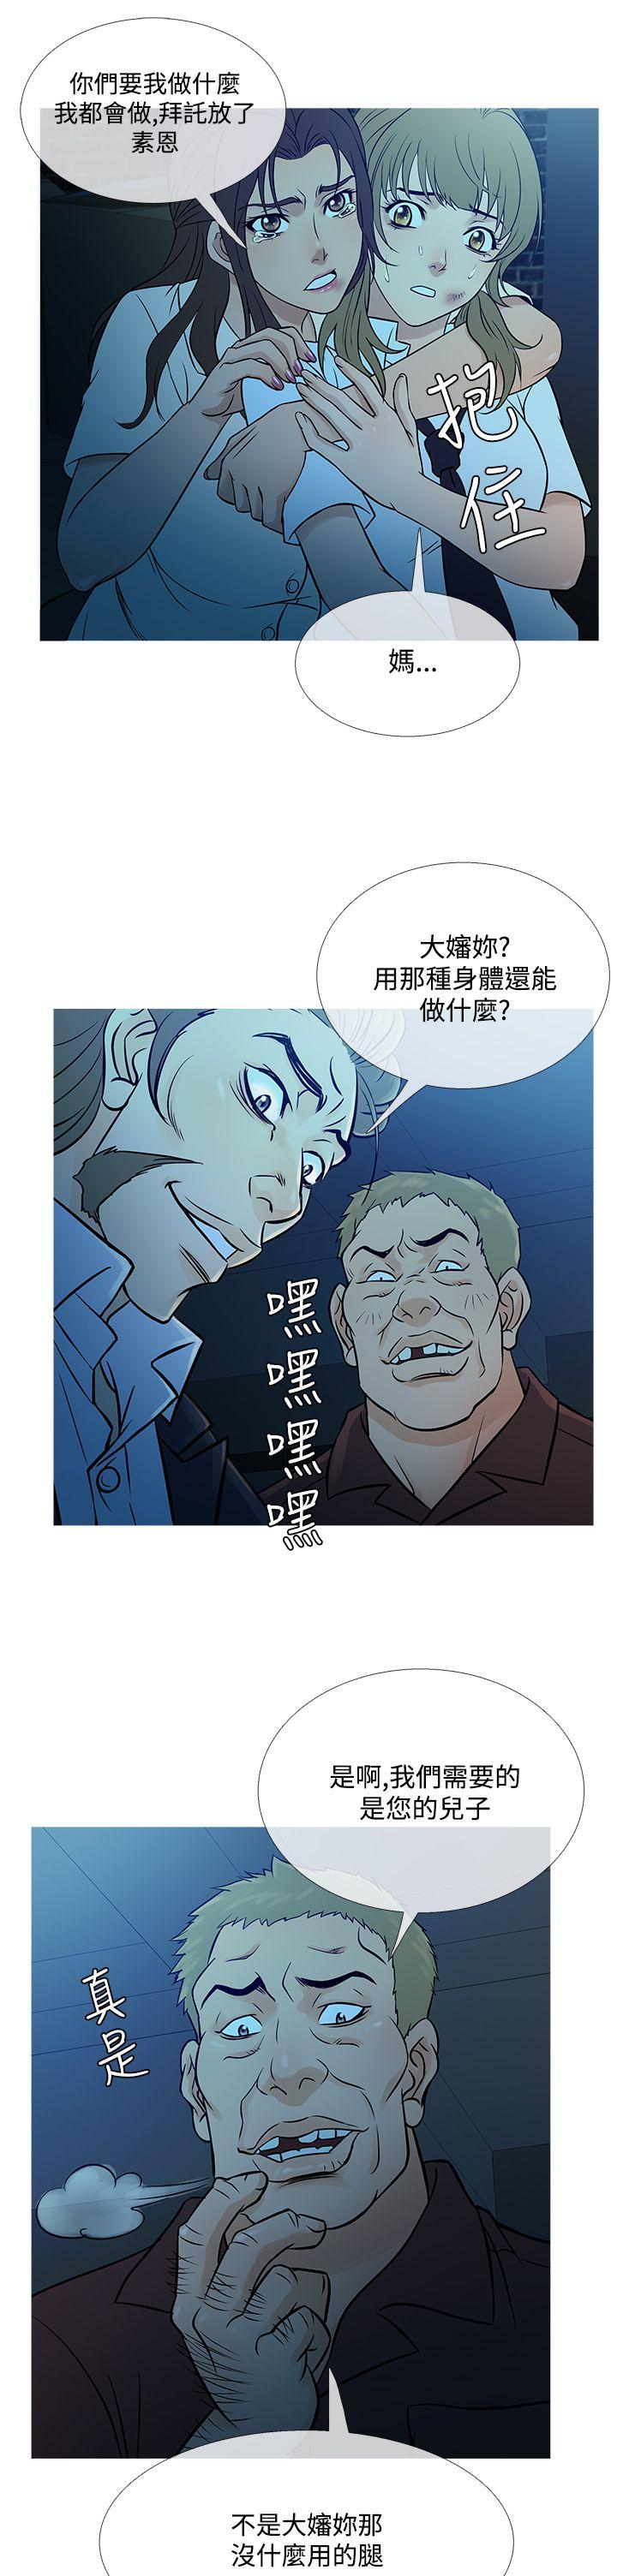 你們要我做什麼
我都會做,拜託放了
素恩
抱住
媽...
大嬸妳?
用那種身體還能
做什麼?
嘿嘿嘿嘿
是啊,我們需要的
是您的兒子
真是
不是大嬸妳那
沒什麼用的腿